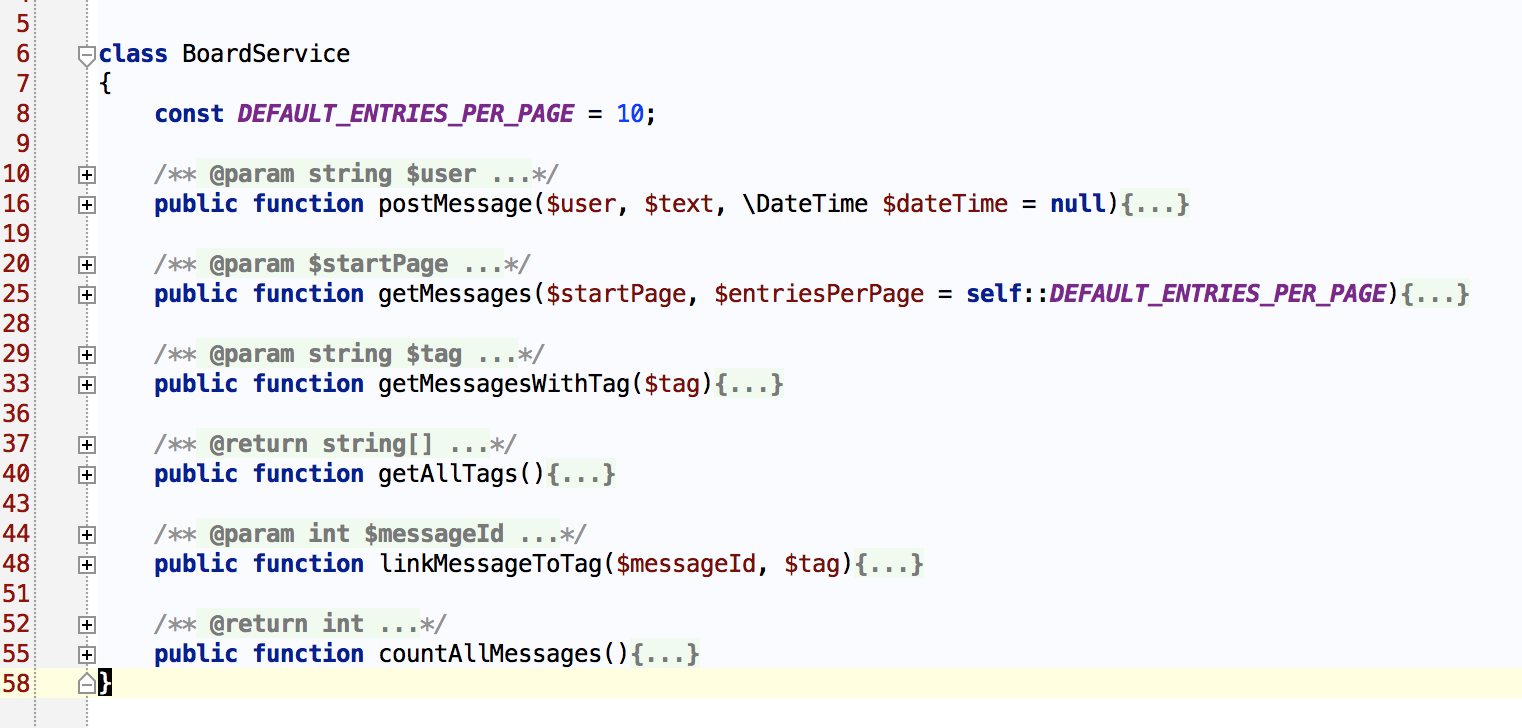 5
6 class BoardService
7 {
8 const DEFAULT_ENTRIES_PER_PAGE = 10;
9
10 /** @param string $user ...*/
16 public function postMessage($user, $text, \DateTime $dateTime = null){...}
19
20 /** @param $startPage ...*/
25 public function getMessages($startPage, $entriesPerPage = self::DEFAULT_ENTRIES_PER_PAGE){...}
28
29 /** @param string $tag ...*/
33 public function getMessagesWithTag($tag){...}
36
37 /** @return string[] ...*/
40 public function getAllTags(){...}
43
44 /** @param int $messageId ...*/
48 public function linkMessageToTag($messageId, $tag){...}
51
52 /** @return int ...*/
55 public function countAllMessages(){...}
58 }